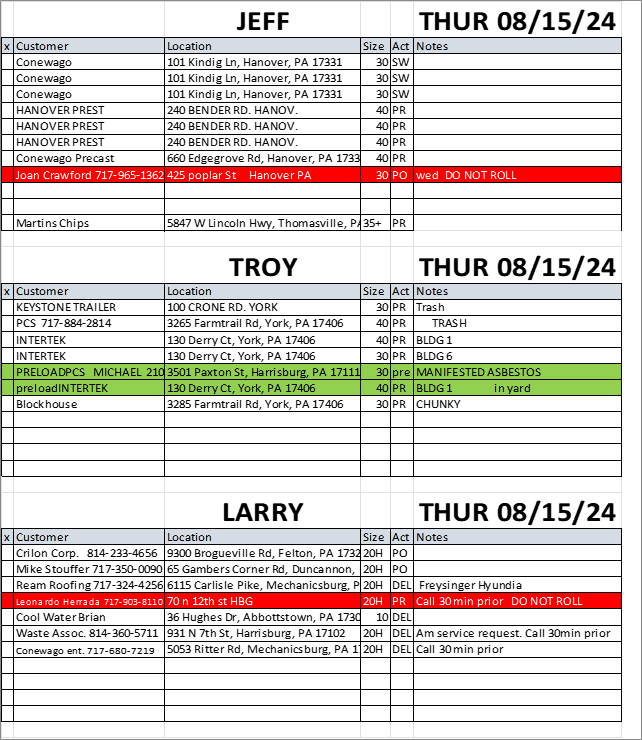 JEFF THUR 08/15/24
x Customer Location Size Act Notes
Conewago 101 Kindig Ln, Hanover, PA 17331 30 SW
Conewago 101 Kindig Ln, Hanover, PA 17331 30 SW
Conewago 101 Kindig Ln, Hanover, PA 17331 30 SW
HANOVER PREST 240 BENDER RD. HANOV. 40 PR
HANOVER PREST 240 BENDER RD. HANOV. 40 PR
HANOVER PREST 240 BENDER RD. HANOV. 40 PR
Conewago Precast 660 Edgegrove Rd, Hanover, PA 1733 40 PR
Joan Crawford 717-965-1362 425 poplar St Hanover PA 30 PO wed DO NOT ROLL
Martins Chips 5847 W Lincoln Hwy, Thomasville, PA 35+ PR
TROY THUR 08/15/24
x Customer Location Size Act Notes
KEYSTONE TRAILER 100 CRONE RD. YORK 30 PR Trash
PCS 717-884-2814 3265 Farmtrail Rd, York, PA 17406 40 PR TRASH
INTERTEK 130 Derry Ct, York, PA 17406 40 PR BLDG 1
INTERTEK 130 Derry Ct, York, PA 17406 30 PR BLDG 6
PRELOADPCS MICHAEL 210 3501 Paxton St, Harrisburg, PA 17111 30 pre MANIFESTED ASBESTOS
preloadINTERTEK 130 Derry Ct, York, PA 17406 40 PR BLDG 1 in yard
Blockhouse 3285 Farmtrail Rd, York, PA 17406 30 PR CHUNKY
LARRY THUR 08/15/24
x Customer Location Size Act Notes
Crilon Corp. 814-233-4656 9300 Brogueville Rd, Felton, PA 1732 20H PO
Mike Stouffer 717-350-0090 65 Gambers Corner Rd, Duncannon, 20H PO
Ream Roofing 717-324-4256 6115 Carlisle Pike, Mechanicsburg, P 20H DEL Freysinger Hyundia
Leonardo Herrada 717-903-8110 70 n 12th st HBG 20H PR Call 30 min prior DO NOT ROLL
Cool Water Brian 36 Hughes Dr, Abbottstown, PA 1730 10 DEL
Waste Assoc. 814-360-5711 931 N 7th St, Harrisburg, PA 17102 20H DEL Am service request. Call 30min prior
Conewago ent. 717-680-7219 5053 Ritter Rd, Mechanicsburg, PA 1 20H DEL Call 30 min prior